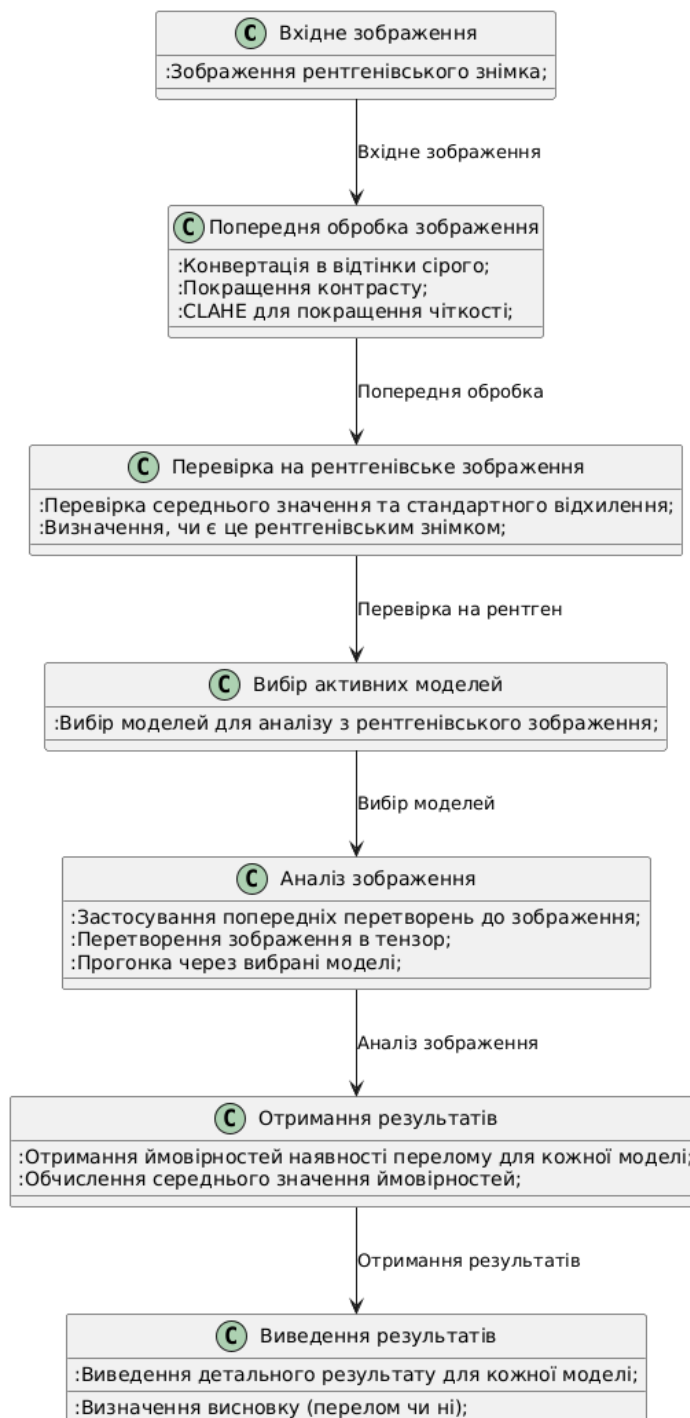 C Вхідне зображення
:Зображення рентгенівського знімка;
Вхідне зображення
C Попередня обробка зображення
:Конвертація в відтінки сірого;
:Покращення контрасту;
:CLAHE для покращення чіткості;
Попередня обробка
C Перевірка на рентгенівське зображення
:Перевірка середнього значення та стандартного відхилення;
:Визначення, чи є це рентгенівським знімком;
Перевірка на рентген
C Вибір активних моделей
:Вибір моделей для аналізу з рентгенівського зображення;
Вибір моделей
C Аналіз зображення
:Застосування попередніх перетворень до зображення;
:Перетворення зображення в тензор;
:Прогонка через вибрані моделі;
Аналіз зображення
C Отримання результатів
:Отримання ймовірностей наявності перелому для кожної моделі;
:Обчислення середнього значення ймовірностей;
Отримання результатів
C Виведення результатів
:Виведення детального результату для кожної моделі;
:Визначення висновку (перелом чи ні);